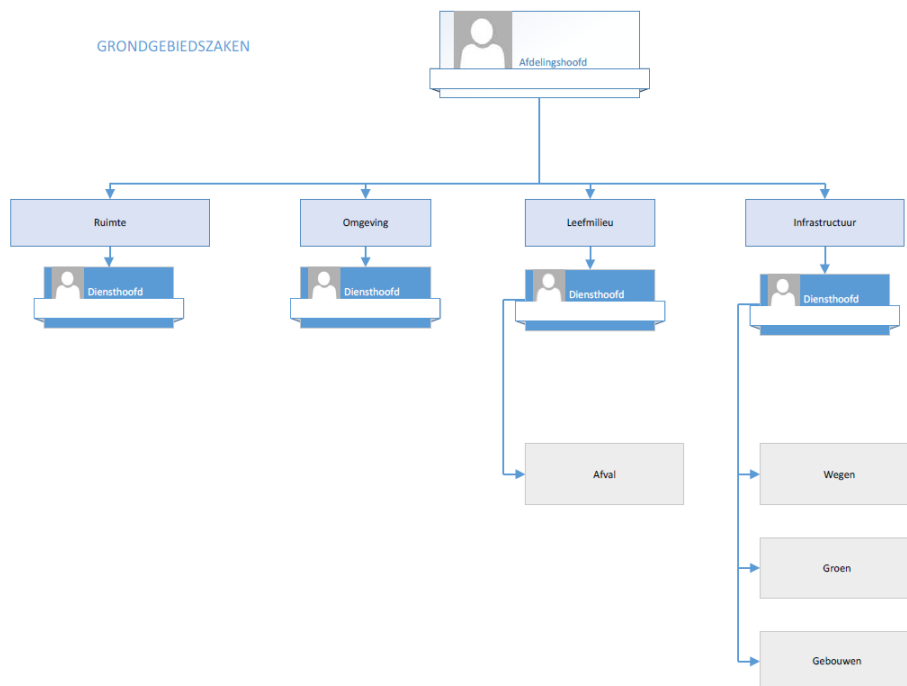 GRONDGEBIEDSZAKEN
Afdelingshoofd
Ruimte
Omgeving
Leefmilieu
Infrastructuur
Diensthoofd
Diensthoofd
Diensthoofd
Diensthoofd
Afval
Wegen
Groen
Gebouwen